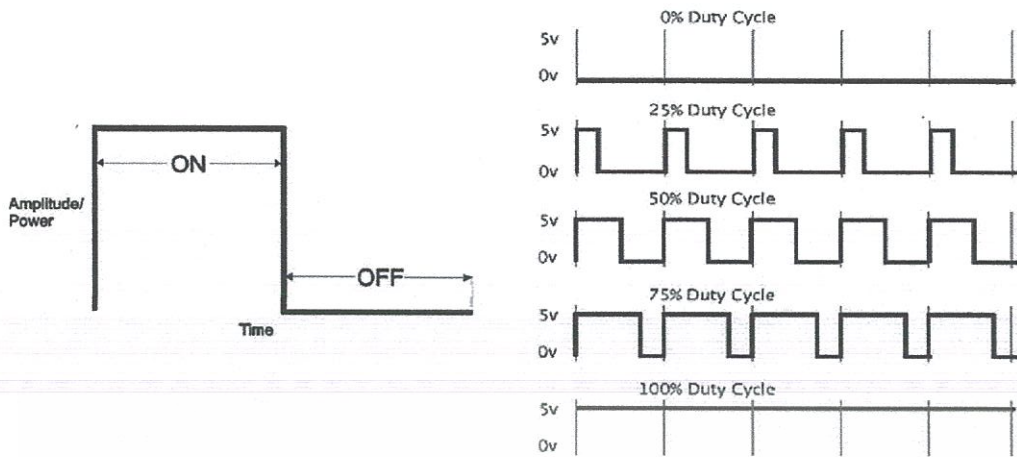 Amplitude/
Power
ON
OFF
Time
0% Duty Cycle
5v
0v
25% Duty Cycle
5v
0v
50% Duty Cycle
5v
0v
75% Duty Cycle
5v
0v
100% Duty Cycle
5v
0v